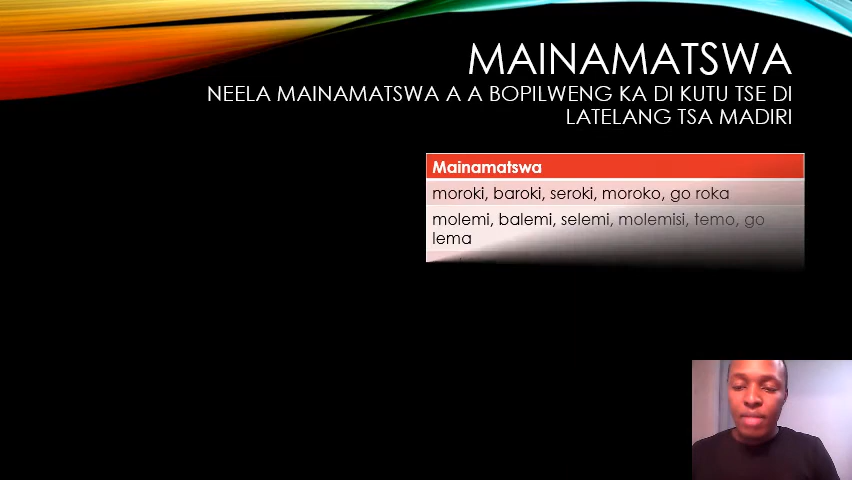 MAINAMATSWA
NEELA MAINAMATSWA A A BOPILWENG KA DI KUTU TSE DI
LATELANG TSA MADIRI
Mainamatswa
moroki, baroki, seroki, moroko, go roka
molemi, balemi, selemi, molemisi, temo, go
lema